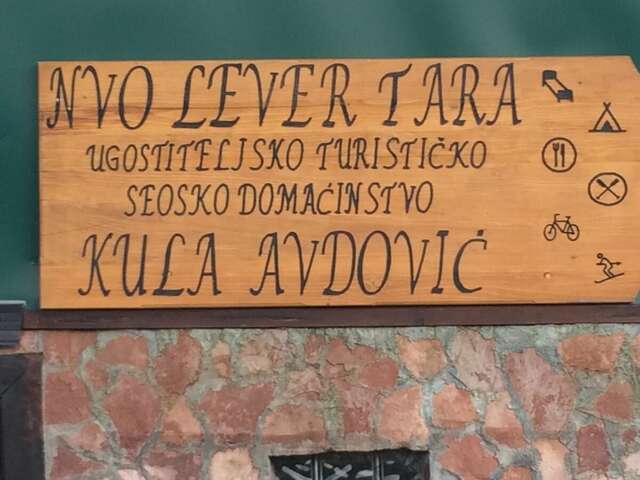 NVO LEVER TARA
UGOSTITELJSKO TURISTIČKO
SEOSKO DOMAĆINSTVO
KULA AVDOVIĆ